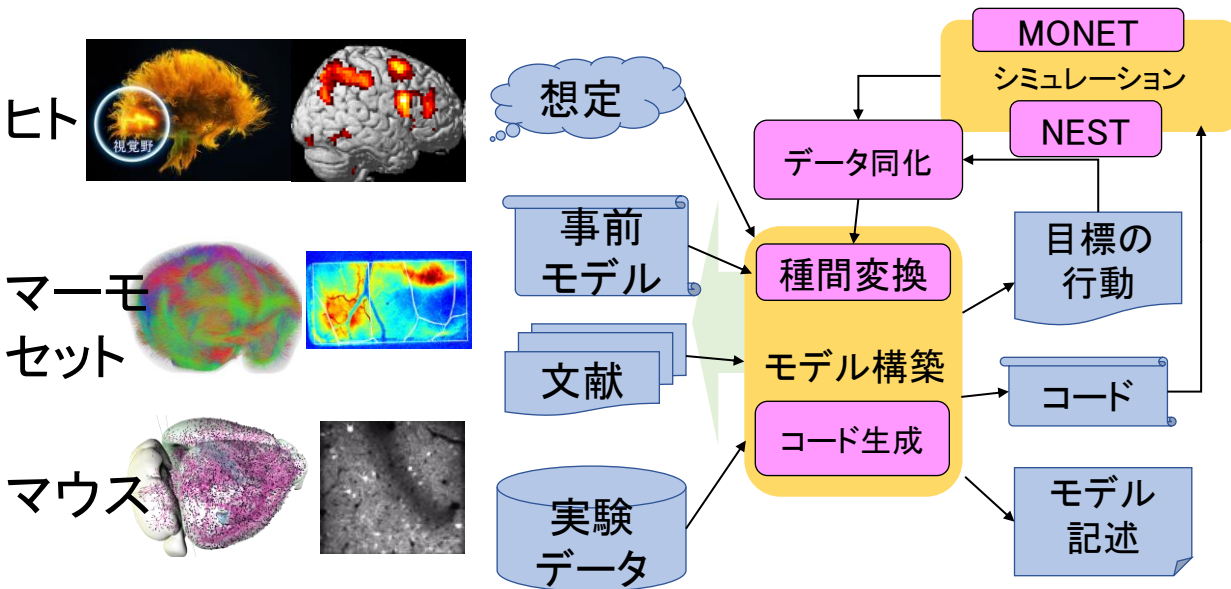 ヒト
視覚野
マーモ
セット
マウス
想定
事前
モデル
文献
実験
データ
MONET
シミュレーション
NEST
データ同化
種間変換
モデル構築
コード生成
目標の
行動
コード
モデル
記述